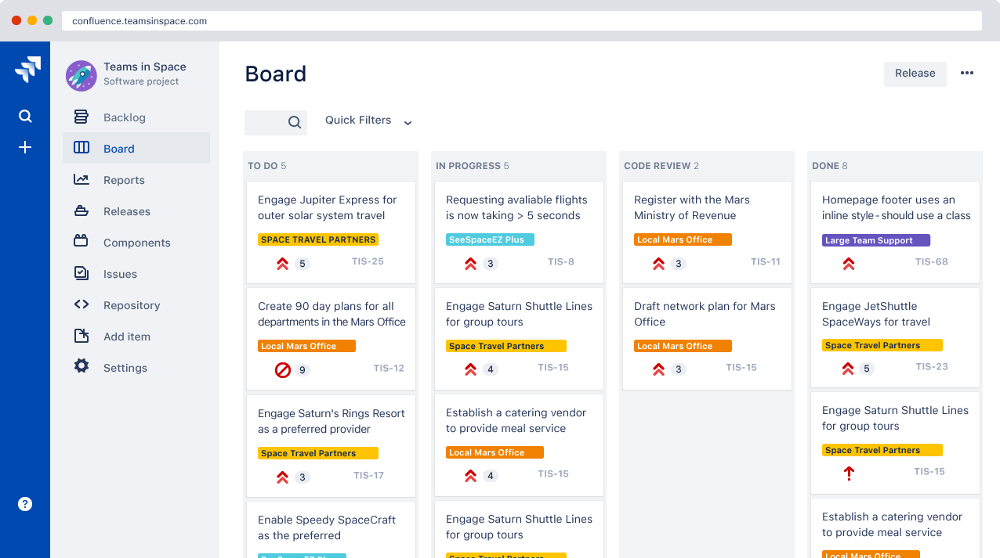 confluence.teamsinspace.com
Teams in Space
Software project
Backlog
Board
Reports
Releases
Components
Issues
Repository
Add item
Settings
?
Board
Release
Quick Filters
TO DO 5
Engage Jupiter Express for
outer solar system travel
SPACE TRAVEL PARTNERS
5 TIS-25
Create 90 day plans for all
departments in the Mars Office
Local Mars Office
9 TIS-12
Engage Saturn's Rings Resort
as a preferred provider
Space Travel Partners
3 TIS-17
Enable Speedy SpaceCraft
as the preferred
SeeSpaceEZ Plus
IN PROGRESS 5
Requesting avaliable flights
is now taking > 5 seconds
SeeSpaceEZ Plus
3 TIS-8
Engage Saturn Shuttle Lines
for group tours
Space Travel Partners
4 TIS-15
Establish a catering vendor
to provide meal service
Local Mars Office
4 TIS-15
Engage Saturn Shuttle Lines
for group tours
Space Travel Partners
CODE REVIEW 2
Register with the Mars
Ministry of Revenue
Local Mars Office
3 TIS-11
Draft network plan for Mars
Office
Local Mars Office
3 TIS-15
DONE 8
Homepage footer uses an
inline style-should use a class
Large Team Support
TIS-68
Engage JetShuttle
SpaceWays for travel
Space Travel Partners
5 TIS-23
Engage Saturn Shuttle Lines
for group tours
Space Travel Partners
TIS-15
Establish a catering vendor
to provide meal service
Local Mars Office